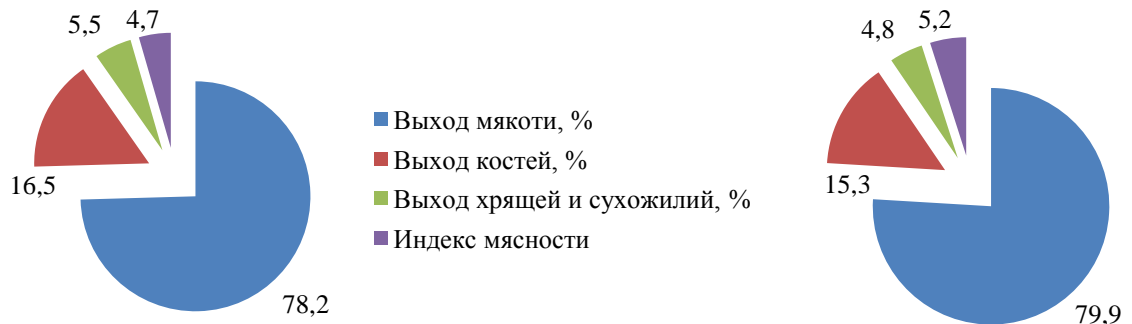 5,5
4,7
16,5
78,2
Выход мякоти, %
Выход костей, %
Выход хрящей и сухожилий, %
Индекс мясности
4,8
5,2
15,3
79,9